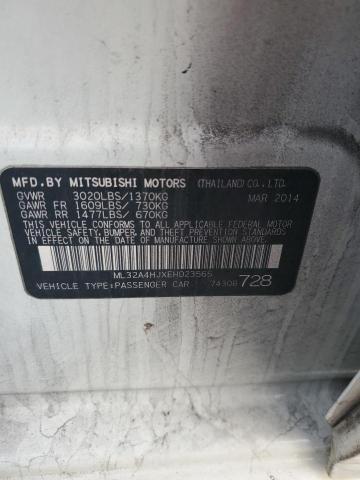 MFD.BY MITSUBISHI MOTORS (THAILAND)CO.,LTD.
GVWR 3020LBS/1370KG MAR 2014
GAWR FR 1609LBS/ 730KG
GAWR RR 1477LBS/ 670KG
THIS VEHICLE CONFORMS TO ALL APPLICABLE FEDERAL MOTOR
VEHICLE SAFETY, BUMPER, AND THEFT PREVENTION STANDARDS
IN EFFECT ON THE DATE OF MANUFACTURE SHOWN ABOVE.
ML32A4HJXEH023565
VEHICLE TYPE:PASSENGER CAR 7430B 728